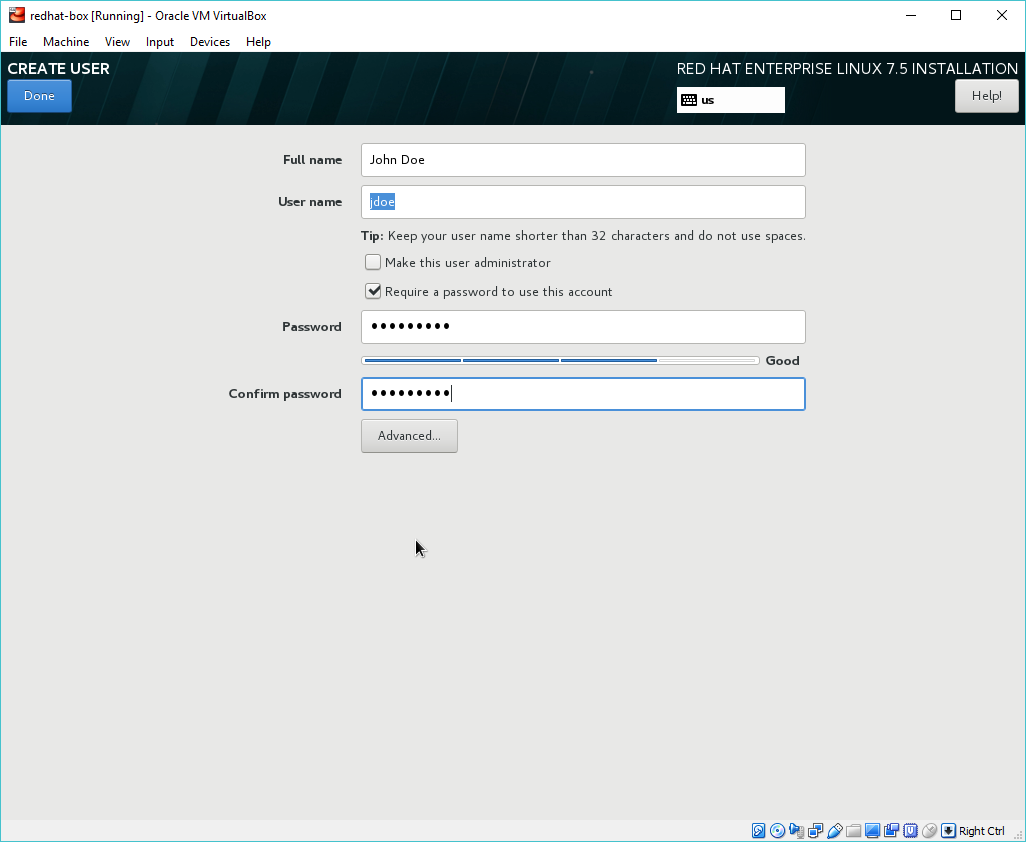 redhat-box [Running] - Oracle VM VirtualBox
File Machine View Input Devices Help
CREATE USER
RED HAT ENTERPRISE LINUX 7.5 INSTALLATION
Done
us
Help!
Full name John Doe
User name jdoe
Tip: Keep your user name shorter than 32 characters and do not use spaces.
Make this user administrator
Require a password to use this account
Password •••••••••
Good
Confirm password •••••••••
Advanced...
Right Ctrl